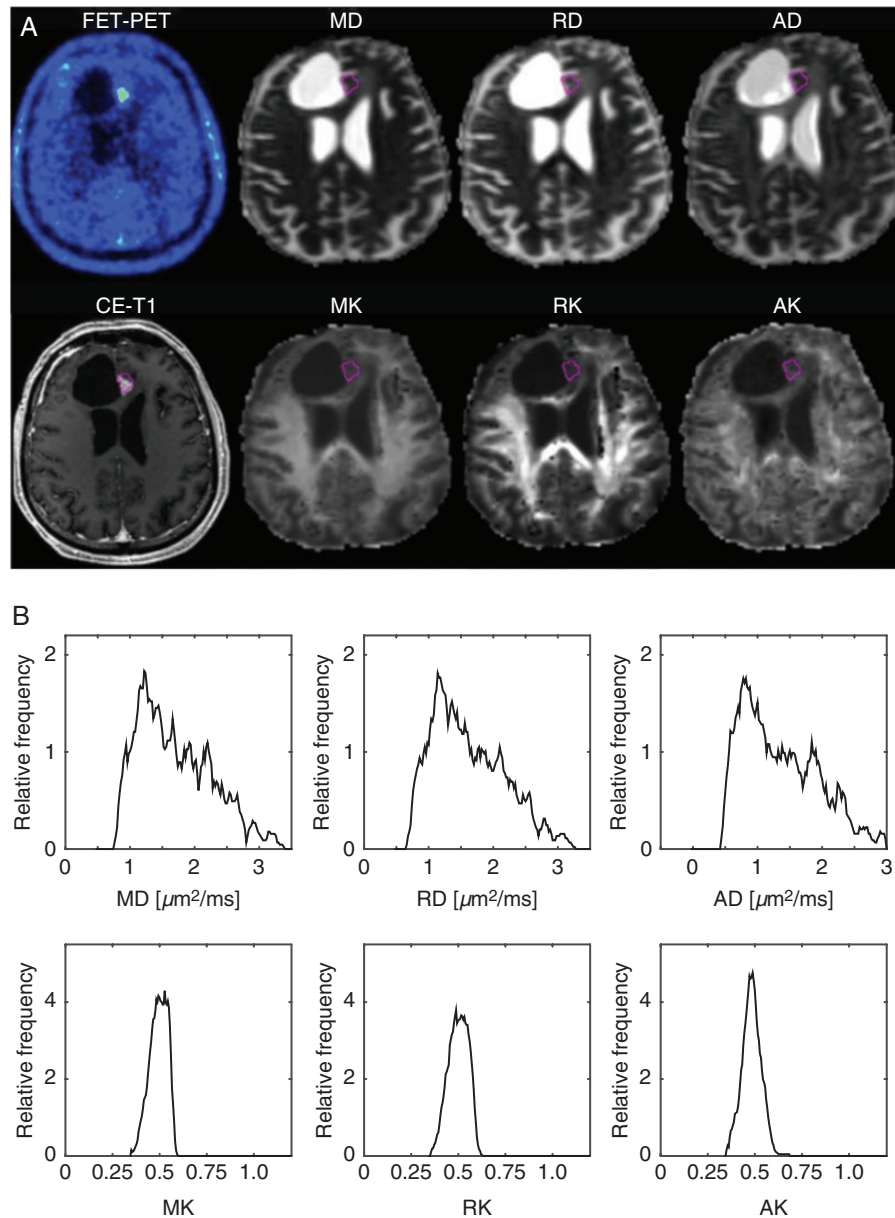 A
FET-PET MD RD AD
CE-T1 MK RK AK
B
Relative frequency Relative frequency Relative frequency
2 2 2
1 1 1
0 0 0
0 1 2 3 0 1 2 3 0 1 2 3
MD [µm²/ms] RD [µm²/ms] AD [µm²/ms]
Relative frequency Relative frequency Relative frequency
4 4 4
2 2 2
0 0 0
0 0.25 0.5 0.75 1.0 0 0.25 0.5 0.75 1.0 0 0.25 0.5 0.75 1.0
MK RK AK